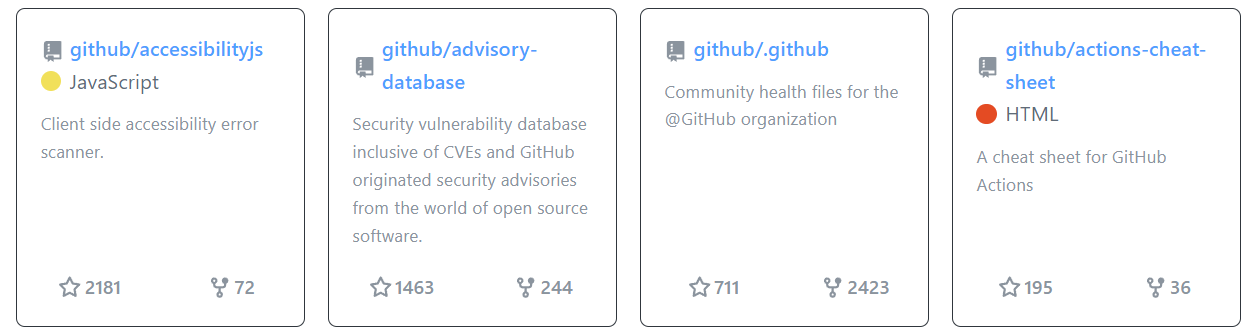 github/accessibilityjs
JavaScript
Client side accessibility error
scanner.
2181 72
github/advisory-
database
Security vulnerability database
inclusive of CVEs and GitHub
originated security advisories
from the world of open source
software.
1463 244
github/.github
Community health files for the
@GitHub organization
711 2423
github/actions-cheat-
sheet
HTML
A cheat sheet for GitHub
Actions
195 36